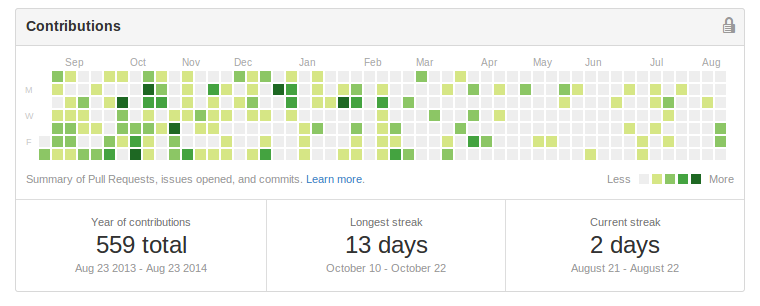 Contributions
Sep Oct Nov Dec Jan Feb Mar Apr May Jun Jul Aug
M
W
F
Summary of Pull Requests, issues opened, and commits. Learn more.
Less More
Year of contributions
559 total
Aug 23 2013 - Aug 23 2014
Longest streak
13 days
October 10 - October 22
Current streak
2 days
August 21 - August 22